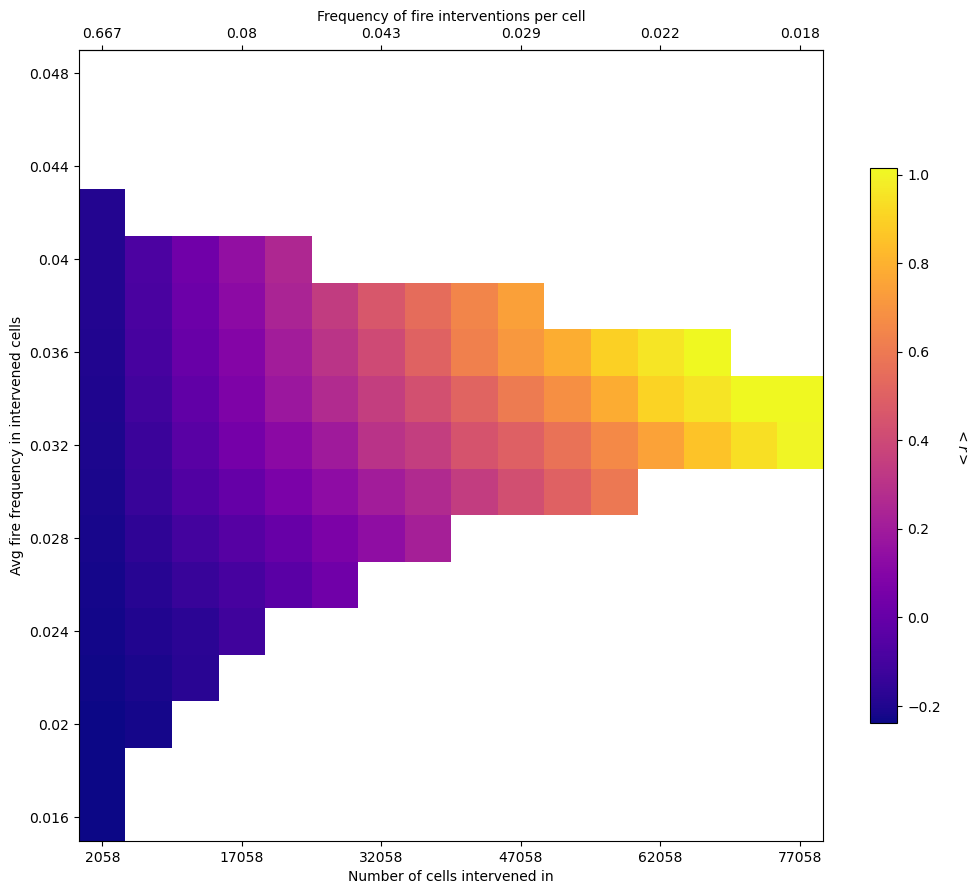 Frequency of fire interventions per cell
0.667 0.08 0.043 0.029 0.022 0.018
0.048
0.044
0.04
0.036
0.032
0.028
0.024
0.02
0.016
Avg fire frequency in intervened cells
2058 17058 32058 47058 62058 77058
Number of cells intervened in
1.0
0.8
0.6
0.4
0.2
0.0
−0.2
< r >